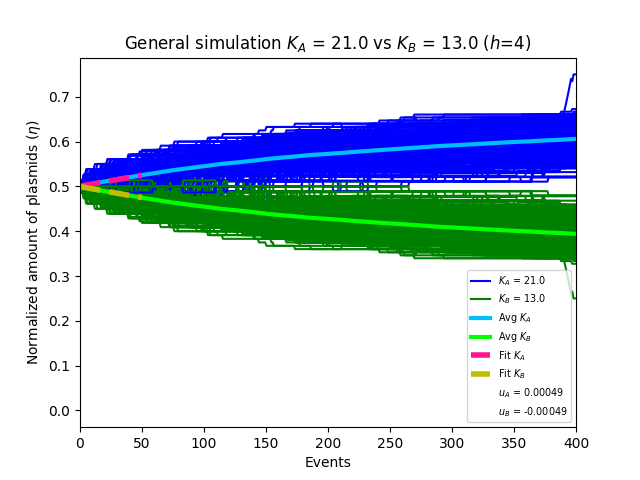 General simulation K_A = 21.0 vs K_B = 13.0 (h=4)
Normalized amount of plasmids (η)
0.7
0.6
0.5
0.4
0.3
0.2
0.1
0.0
K_A = 21.0
K_B = 13.0
Avg K_A
Avg K_B
Fit K_A
Fit K_B
u_A = 0.00049
u_B = -0.00049
0 50 100 150 200 250 300 350 400
Events